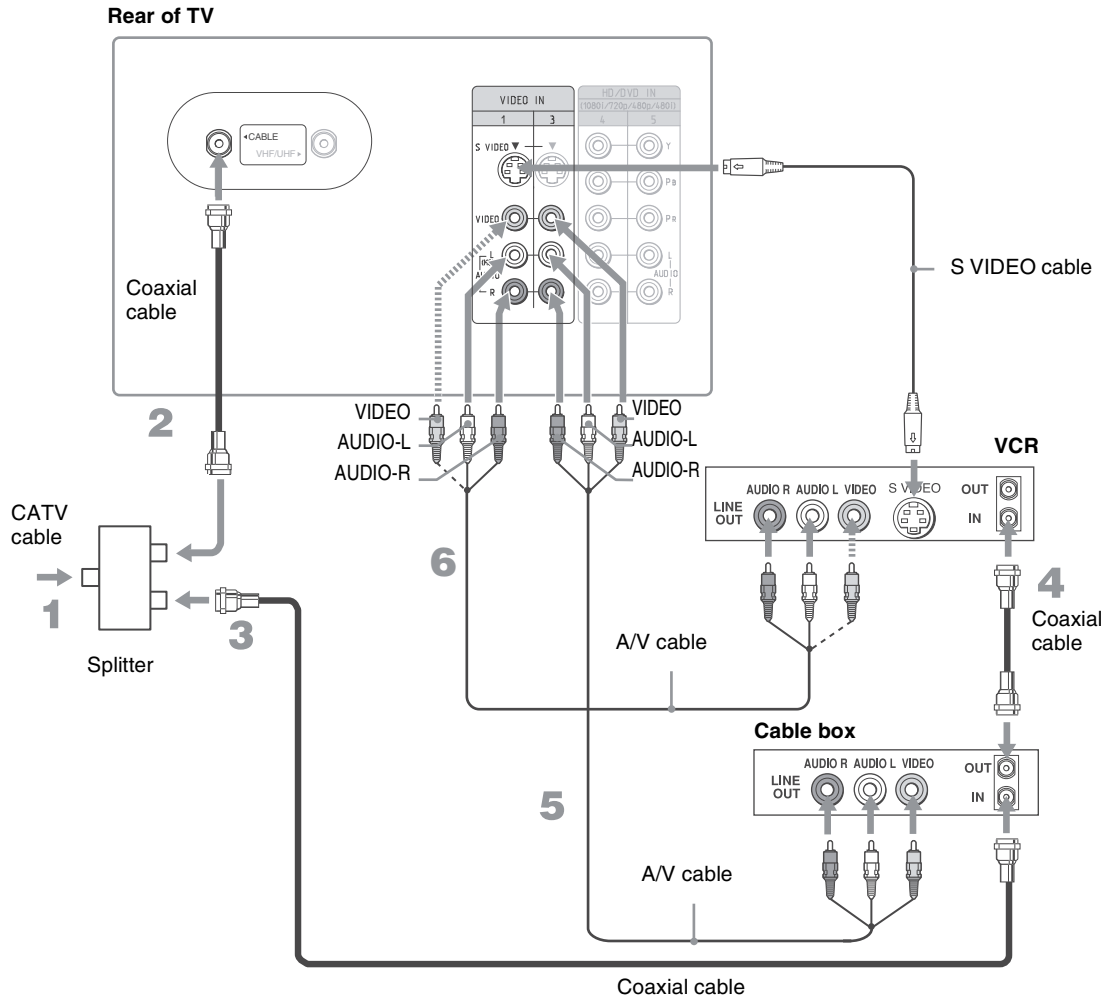 Rear of TV
VIDEO IN
1 3
HD/DVD IN
(1080i/720p/480p/480i)
4 5
CABLE
VHF/UHF
S VIDEO
Y
PB
VIDEO
PR
L
AUDIO
R
L
AUDIO
R
Coaxial
cable
S VIDEO cable
2
VIDEO
AUDIO-L
AUDIO-R
VIDEO
AUDIO-L
AUDIO-R
VCR
AUDIO R AUDIO L VIDEO S VIDEO
LINE
OUT
OUT
IN
CATV
cable
1
Splitter
3
6
4
Coaxial
cable
A/V cable
Cable box
AUDIO R AUDIO L VIDEO
LINE
OUT
OUT
IN
5
A/V cable
Coaxial cable